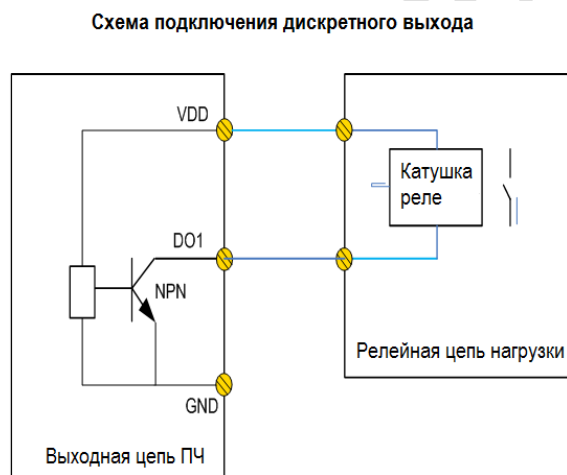 Схема подключения дискретного выхода
VDD
Катушка
реле
DO1
NPN
Релейная цепь нагрузки
GND
Выходная цепь ПЧ